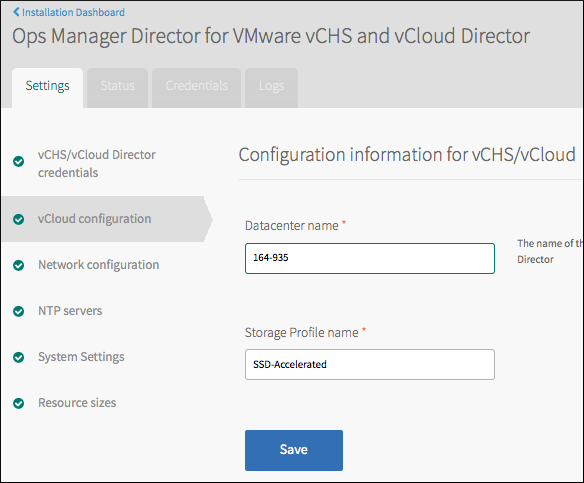 Installation Dashboard
Ops Manager Director for VMware vCHS and vCloud Director
Settings
Status
Credentials
Logs
vCHS/vCloud Director
credentials
vCloud configuration
Network configuration
NTP servers
System Settings
Resource sizes
Configuration information for vCHS/vCloud
Datacenter name *
164-935
The name of th
Director
Storage Profile name *
SSD-Accelerated
Save